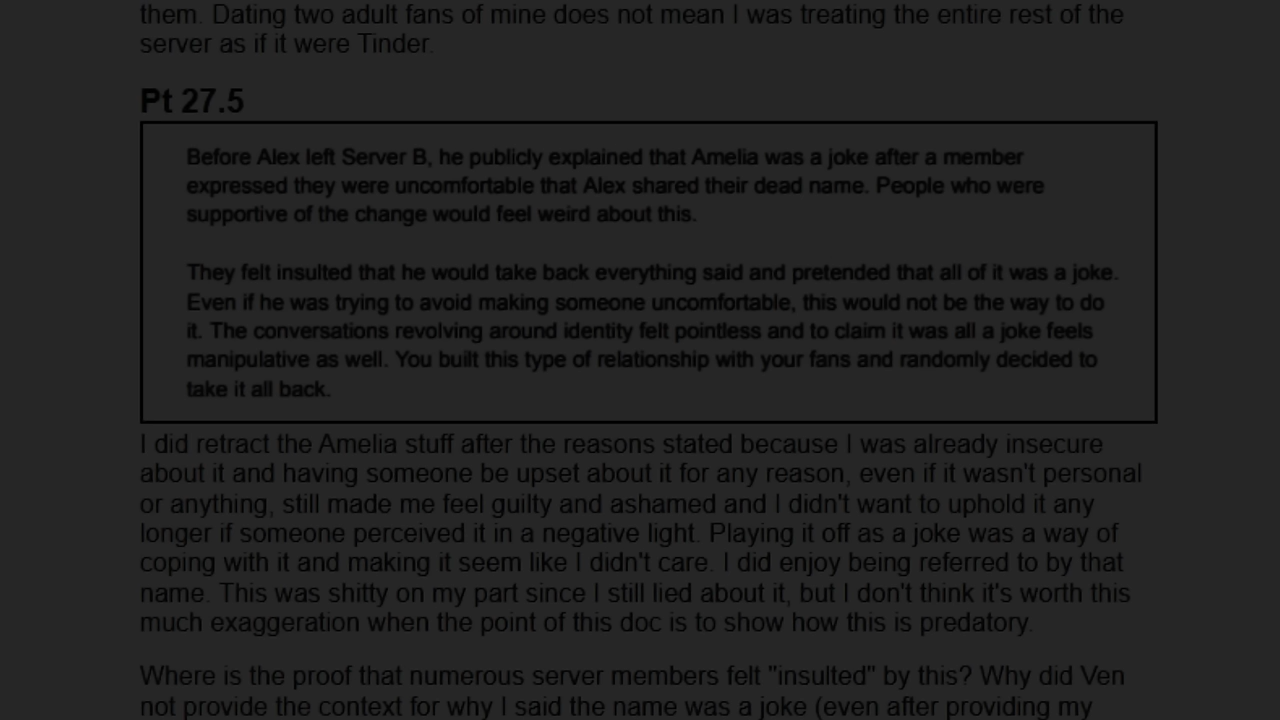 them. Dating two adult fans of mine does not mean I was treating the entire rest of the
server as if it were Tinder.
Pt 27.5
Before Alex left Server B, he publicly explained that Amelia was a joke after a member
expressed they were uncomfortable that Alex shared their dead name. People who were
supportive of the change would feel weird about this.
They felt insulted that he would take back everything said and pretended that all of it was a joke.
Even if he was trying to avoid making someone uncomfortable, this would not be the way to do
it. The conversations revolving around identity felt pointless and to claim it was all a joke feels
manipulative as well. You built this type of relationship with your fans and randomly decided to
take it all back.
I did retract the Amelia stuff after the reasons stated because I was already insecure
about it and having someone be upset about it for any reason, even if it wasn't personal
or anything, still made me feel guilty and ashamed and I didn't want to uphold it any
longer if someone perceived it in a negative light. Playing it off as a joke was a way of
coping with it and making it seem like I didn't care. I did enjoy being referred to by that
name. This was shitty on my part since I still lied about it, but I don't think it's worth this
much exaggeration when the point of this doc is to show how this is predatory.
Where is the proof that numerous server members felt "insulted" by this? Why did Ven
not provide the context for why I said the name was a joke (even after providing my